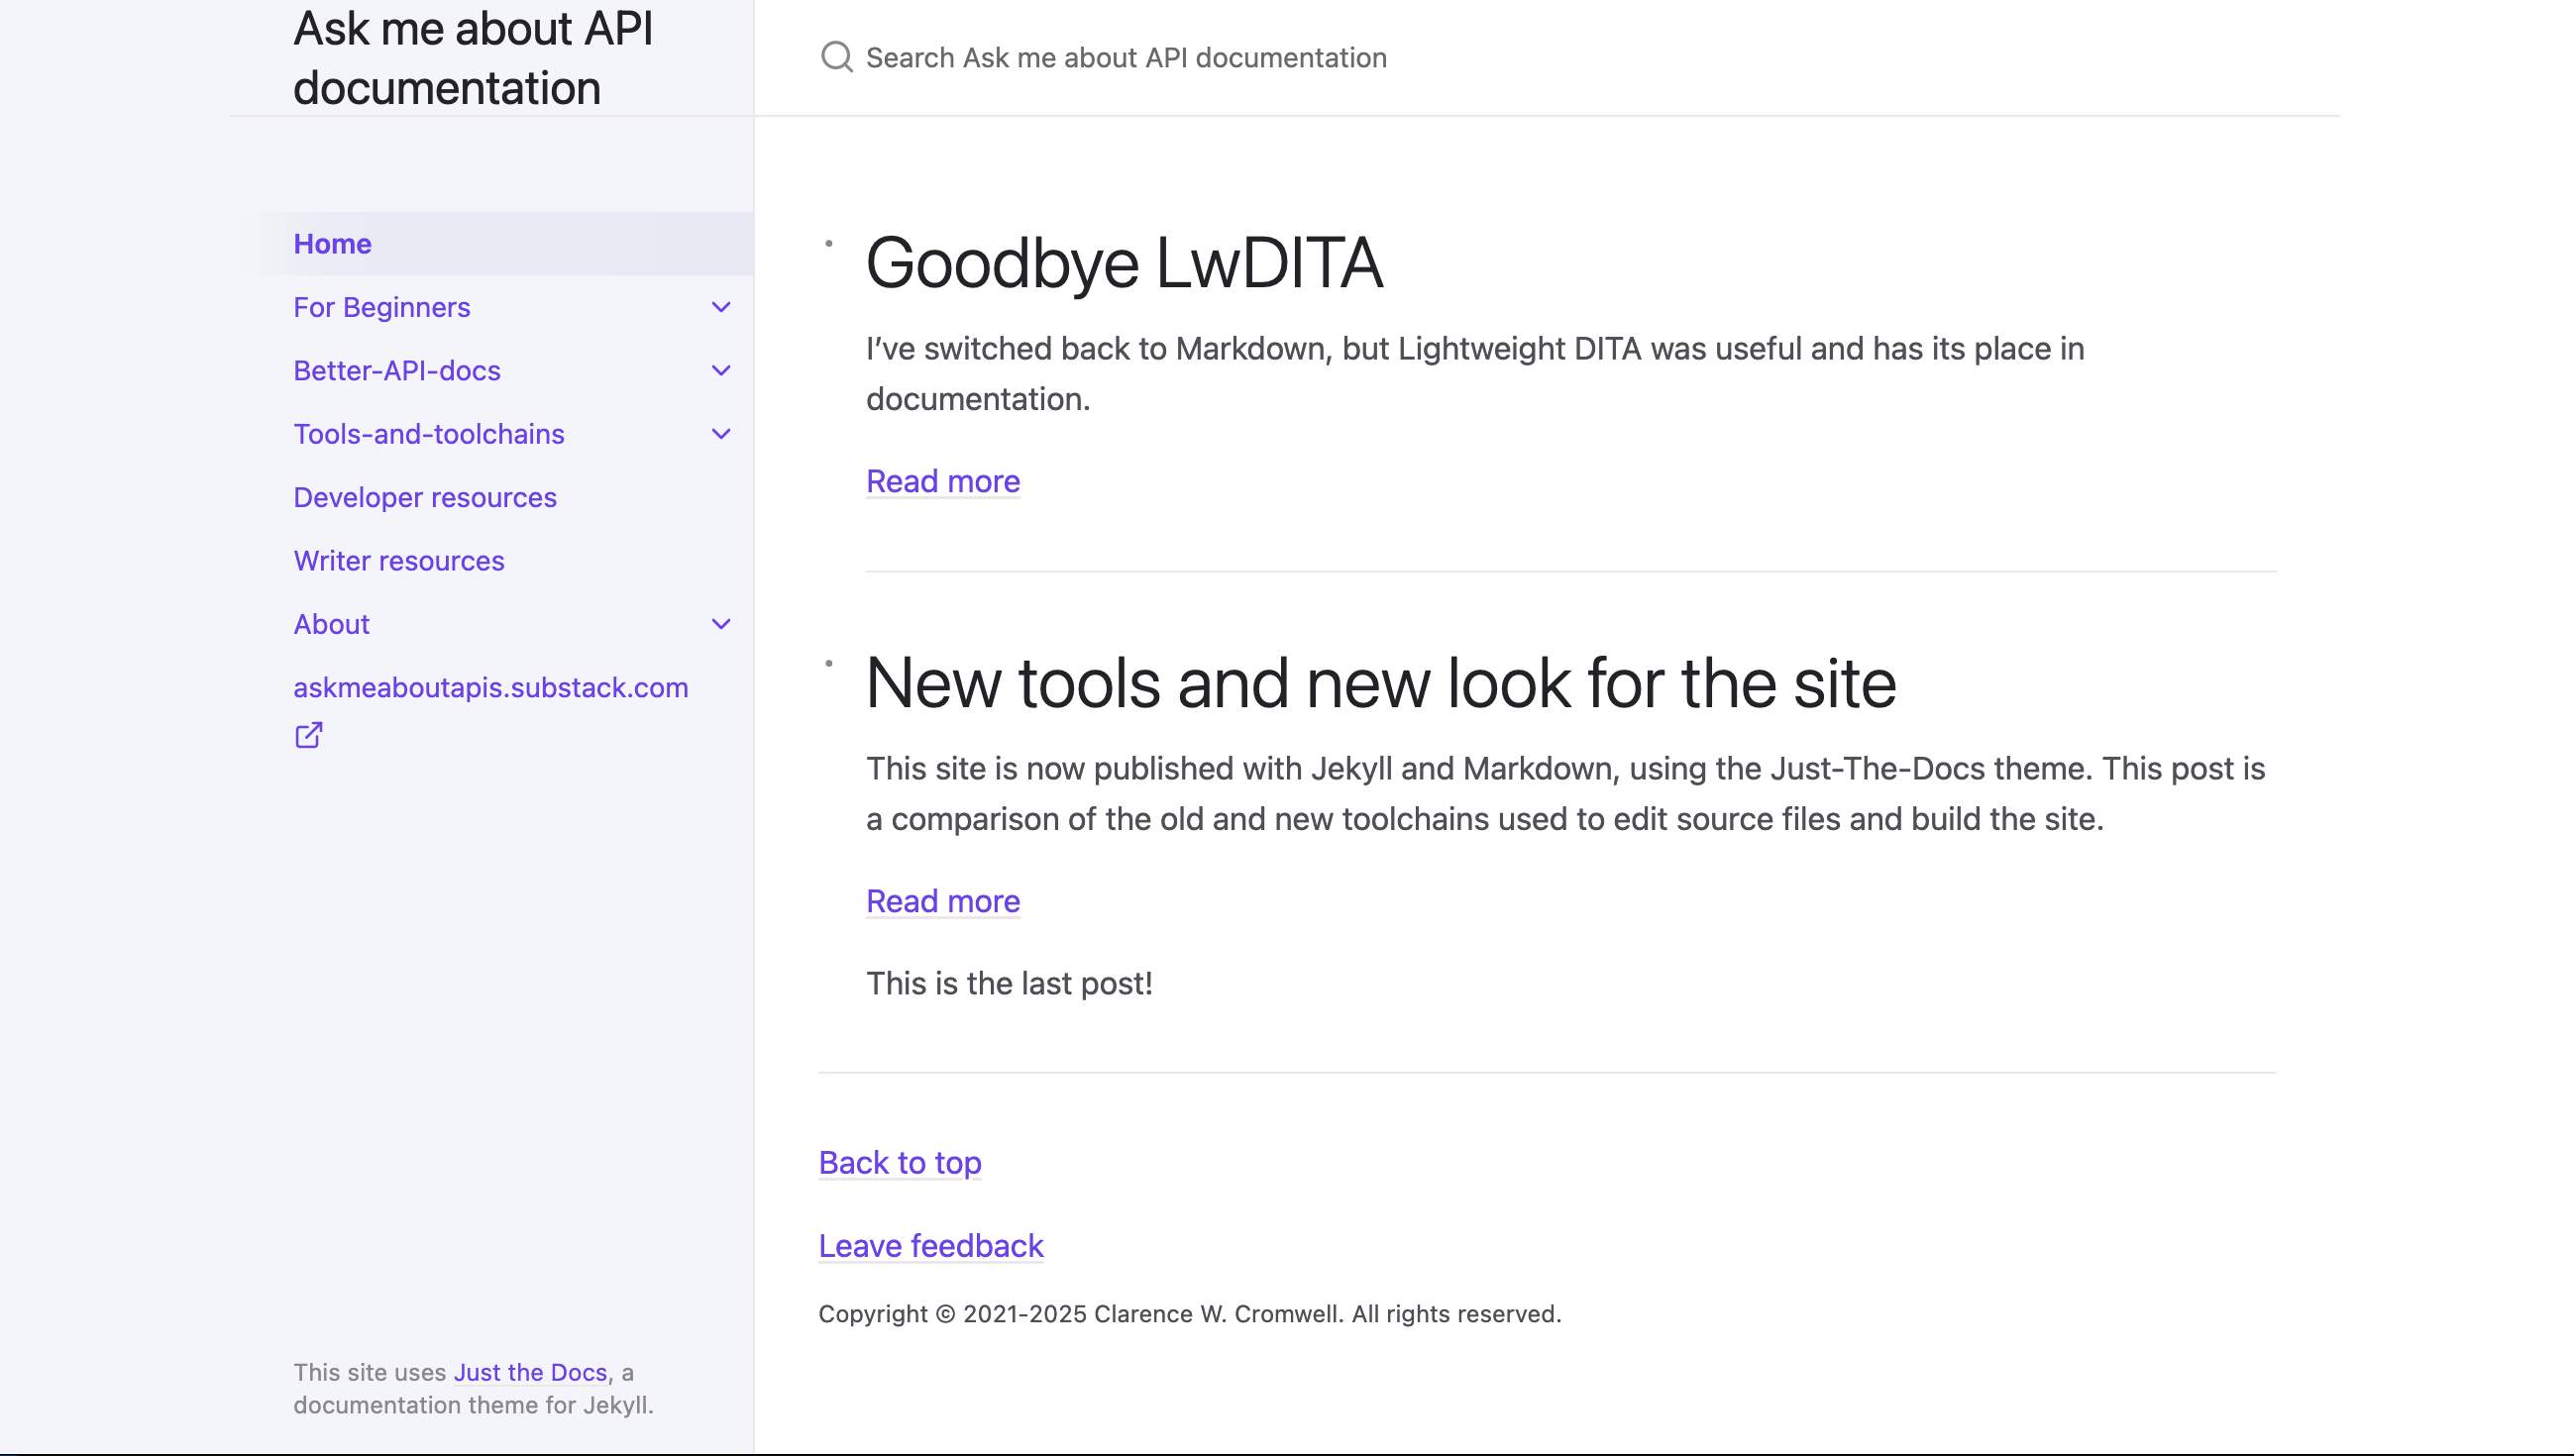 Ask me about API
documentation
Search Ask me about API documentation
Home
For Beginners
Better-API-docs
Tools-and-toolchains
Developer resources
Writer resources
About
askmeaboutapis.substack.com
This site uses Just the Docs, a
documentation theme for Jekyll.
Goodbye LwDITA
I’ve switched back to Markdown, but Lightweight DITA was useful and has its place in
documentation.
Read more
New tools and new look for the site
This site is now published with Jekyll and Markdown, using the Just-The-Docs theme. This post is
a comparison of the old and new toolchains used to edit source files and build the site.
Read more
This is the last post!
Back to top
Leave feedback
Copyright © 2021-2025 Clarence W. Cromwell. All rights reserved.